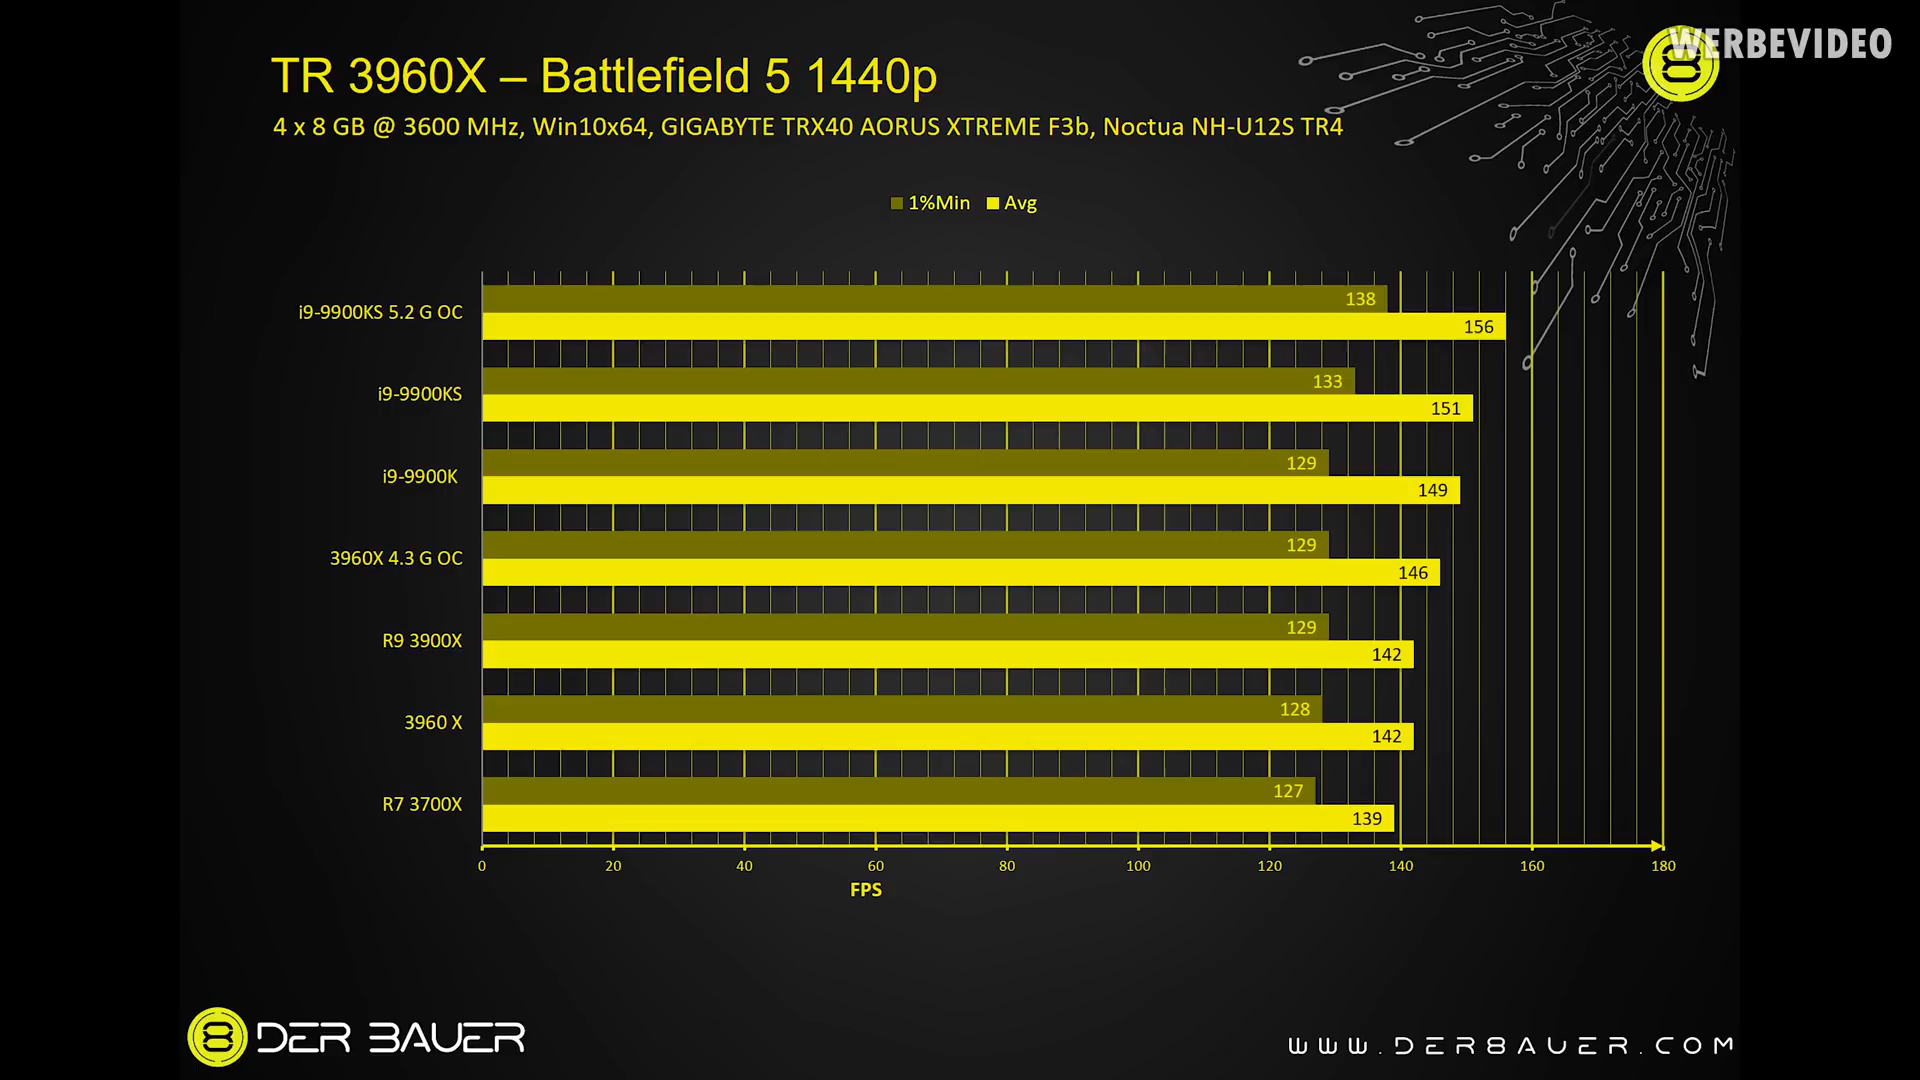 WERBEVIDEO
TR 3960X – Battlefield 5 1440p
4 x 8 GB @ 3600 MHz, Win10x64, GIGABYTE TRX40 AORUS XTREME F3b, Noctua NH-U12S TR4
1%Min Avg
138
i9-9900KS 5.2 G OC
156
133
i9-9900KS
151
129
i9-9900K
149
129
3960X 4.3 G OC
146
129
R9 3900X
142
128
3960 X
142
127
R7 3700X
139
0 20 40 60 80 100 120 140 160 180
FPS
DER 8AUER
WWW.DER8AUER.COM